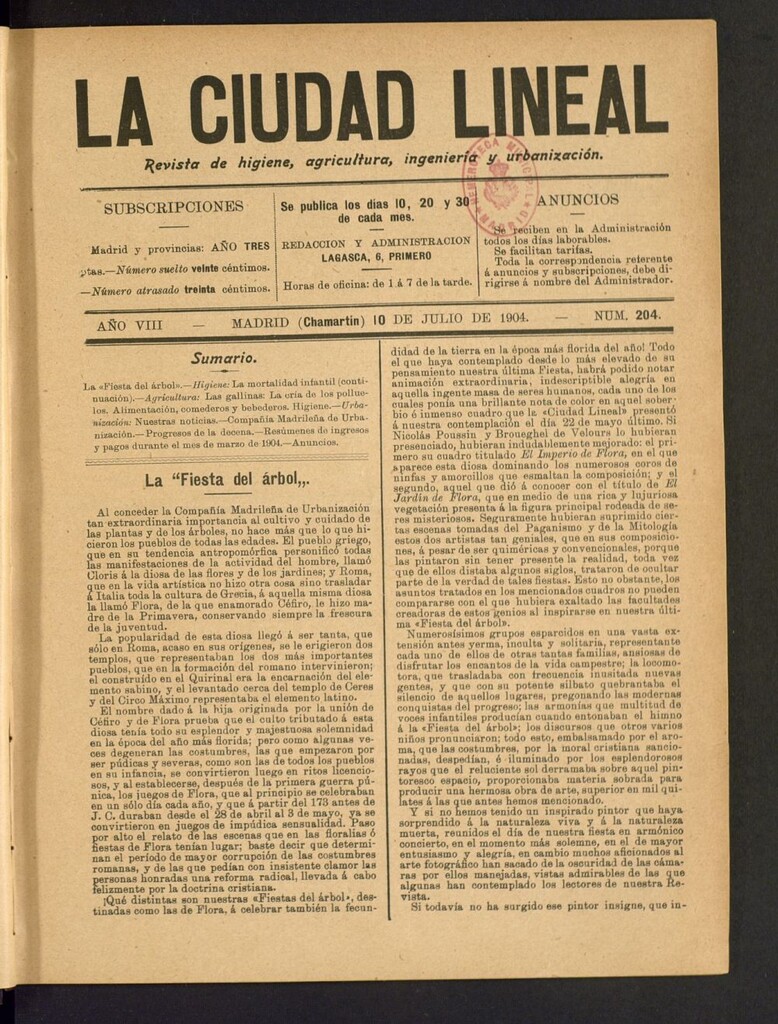 LA CIUDAD LINEAL
Revista de higiene, agricultura, ingeniería y urbanización.
HEMEROTECA MUNICIPAL
MADRID
SUBSCRIPCIONES
Madrid y provincias: AÑO TRES
ptas.—Número suelto veinte céntimos.
—Número atrasado treinta céntimos.
Se publica los días 10, 20 y 30
de cada mes.
REDACCION Y ADMINISTRACION
LAGASCA, 6, PRIMERO
Horas de oficina: de 1 á 7 de la tarde.
ANUNCIOS
Se reciben en la Administración
todos los días laborables.
Se facilitan tarifas.
Toda la correspondencia referente
á anuncios y subscripciones, debe di-
rigirse á nombre del Administrador.
AÑO VIII — MADRID (Chamartín) 10 DE JULIO DE 1904. — NUM. 204.
Sumario.
La «Fiesta del árbol».—Higiene: La mortalidad infantil (conti-
nuación).—Agricultura: Las gallinas: La cría de los pollue-
los. Alimentación, comederos y bebederos. Higiene.—Urba-
nización: Nuestras noticias.—Compañía Madrileña de Urba-
nización.—Progresos de la decena.—Resúmenes de ingresos
y pagos durante el mes de marzo de 1904.—Anuncios.
La "Fiesta del árbol„.
Al conceder la Compañía Madrileña de Urbanización
tan extraordinaria importancia al cultivo y cuidado de
las plantas y de los árboles, no hace más que lo que hi-
cieron los pueblos de todas las edades. El pueblo griego,
que en su tendencia antropomórfica personificó todas
las manifestaciones de la actividad del hombre, llamó
Cloris á la diosa de las flores y de los jardines; y Roma,
que en la vida artística no hizo otra cosa sino trasladar
á Italia toda la cultura de Grecia, á aquella misma diosa
la llamó Flora, de la que enamorado Céfiro, le hizo ma-
dre de la Primavera, conservando siempre la frescura
de la juventud.
La popularidad de esta diosa llegó á ser tanta, que
sólo en Roma, acaso en sus orígenes, se le erigieron dos
templos, que representaban los dos más importantes
pueblos, que en la formación del romano intervinieron;
el construído en el Quirinal era la encarnación del ele-
mento sabino, y el levantado cerca del templo de Ceres
y del Circo Máximo representaba el elemento latino.
El nombre dado á la hija originada por la unión de
Céfiro y de Flora prueba que el culto tributado á esta
diosa tenía todo su esplendor y majestuosa solemnidad
en la época del año más florida; pero como algunas ve-
ces degeneran las costumbres, las que empezaron por
ser púdicas y severas, como son las de todos los pueblos
en su infancia, se convirtieron luego en ritos licencio-
sos, y al establecerse, después de la primera guerra pú-
nica, los juegos de Flora, que al principio se celebraban
en un sólo día cada año, y que á partir del 173 antes de
J. C. duraban desde el 28 de abril al 3 de mayo, ya se
convirtieron en juegos de impúdica sensualidad. Paso
por alto el relato de las escenas que en las floralias ó
fiestas de Flora tenían lugar; baste decir que determi-
nan el período de mayor corrupción de las costumbres
romanas, y de las que pedían con insistente clamor las
personas honradas una reforma radical, llevada á cabo
felizmente por la doctrina cristiana.
¡Qué distintas son nuestras «Fiestas del árbol», des-
tinadas como las de Flora, á celebrar también la fecun-
didad de la tierra en la época más florida del año! Todo
el que haya contemplado desde lo más elevado de su
pensamiento nuestra última Fiesta, habrá podido notar
animación extraordinaria, indescriptible alegría en
aquella ingente masa de seres humanos, cada uno de los
cuales ponía una brillante nota de color en aquel sober-
bio é inmenso cuadro que la «Ciudad Lineal» presentó
á nuestra contemplación el día 22 de mayo último. Si
Nicolás Poussin y Broueghel de Velours lo hubieran
presenciado, hubieran indudablemente mejorado: el pri-
mero su cuadro titulado El Imperio de Flora, en el que
aparece esta diosa dominando los numerosos coros de
ninfas y amorcillos que esmaltan la composición; y el
segundo, aquel que dió á conocer con el título de El
Jardín de Flora, que en medio de una rica y lujuriosa
vegetación presenta á la figura principal rodeada de se-
res misteriosos. Seguramente hubieran suprimido cier-
tas escenas tomadas del Paganismo y de la Mitología
estos dos artistas tan geniales, que en sus composicio-
nes, á pesar de ser quiméricas y convencionales, porque
las pintaron sin tener presente la realidad, toda vez
que de ellos distaba algunos siglos, trataron de ocultar
parte de la verdad de tales fiestas. Esto no obstante, los
asuntos tratados en los mencionados cuadros no pueden
compararse con el que hubiera exaltado las facultades
creadoras de estos genios al inspirarse en nuestra últi-
ma «Fiesta del árbol».
Numerosísimos grupos esparcidos en una vasta ex-
tensión antes yerma, inculta y solitaria, representante
cada uno de ellos de otras tantas familias, ansiosas de
disfrutar los encantos de la vida campestre; la locomo-
tora, que trasladaba con frecuencia inusitada nuevas
gentes, y que con su potente silbato quebrantaba el
silencio de aquellos lugares, pregonando las modernas
conquistas del progreso; las armonías que multitud de
voces infantiles producían cuando entonaban el himno
á la «Fiesta del árbol»; los discursos que otros varios
niños pronunciaron; todo esto, embalsamado por el aro-
ma, que las costumbres, por la moral cristiana sancio-
nadas, despedían, é iluminado por los esplendorosos
rayos que el reluciente sol derramaba sobre aquel pin-
toresco espacio, proporcionaba materia sobrada para
producir una hermosa obra de arte, superior en mil qui-
lates á las que antes hemos mencionado.
Y si no hemos tenido un inspirado pintor que haya
sorprendido á la naturaleza viva y á la naturaleza
muerta, reunidos el día de nuestra fiesta en armónico
concierto, en el momento más solemne, en el de mayor
entusiasmo y alegría, en cambio muchos aficionados al
arte fotográfico han sacado de la oscuridad de las cáma-
ras por ellos manejadas, vistas admirables de las que
algunas han contemplado los lectores de nuestra Re-
vista.
Si todavía no ha surgido ese pintor insigne, que in-